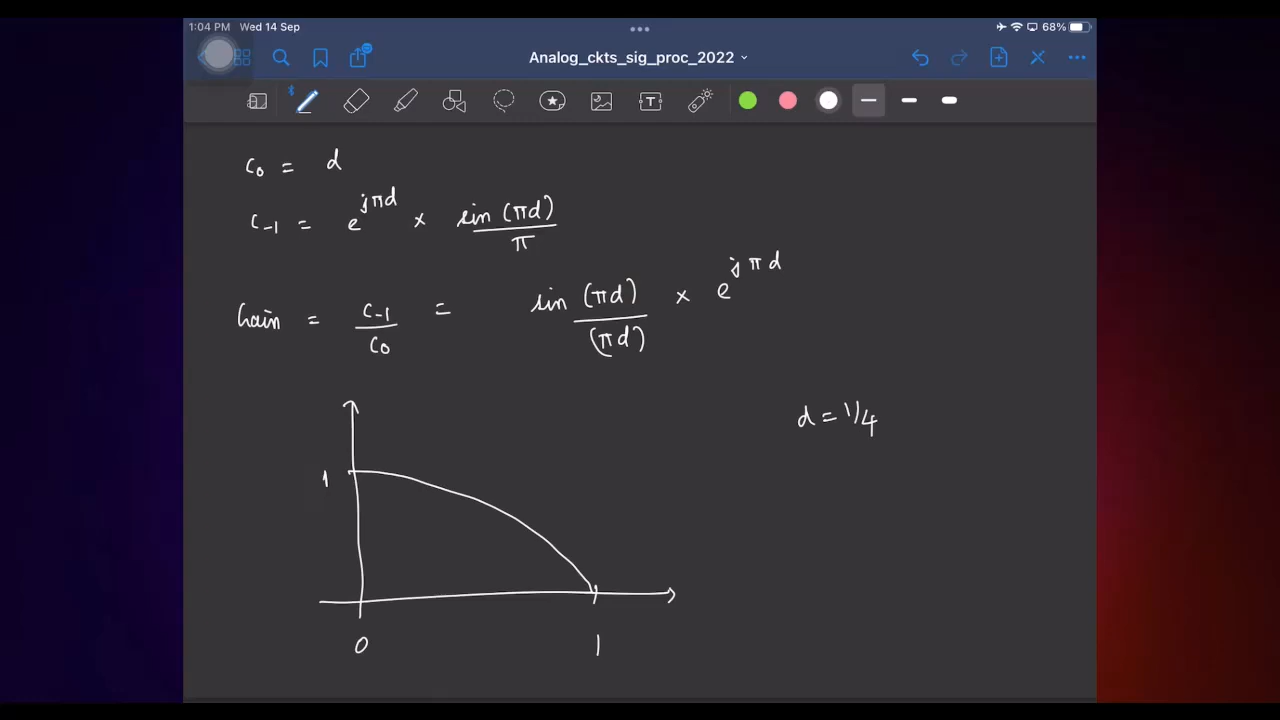 1:04 PM Wed 14 Sep
68%
Analog_ckts_sig_proc_2022
T
c₀ = d
c₋₁ = e^{jπd} × sin(πd)/π
Gain = c₋₁/c₀ = sin(πd)/(πd) × e^{jπd}
d = 1/4
1
0 1